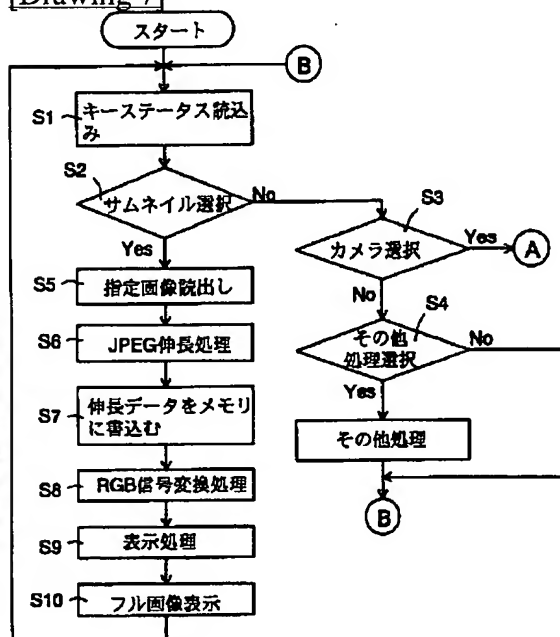 [Drawing 7]
スタート
B
S1
キーステータス読込
み
S2
サムネイル選択
No
Yes
S3
カメラ選択
Yes
A
No
S4
その他
処理選択
No
Yes
その他処理
B
S5
指定画像読出し
S6
JPEG伸長処理
S7
伸長データをメモリ
に書込む
S8
RGB信号変換処理
S9
表示処理
S10
フル画像表示